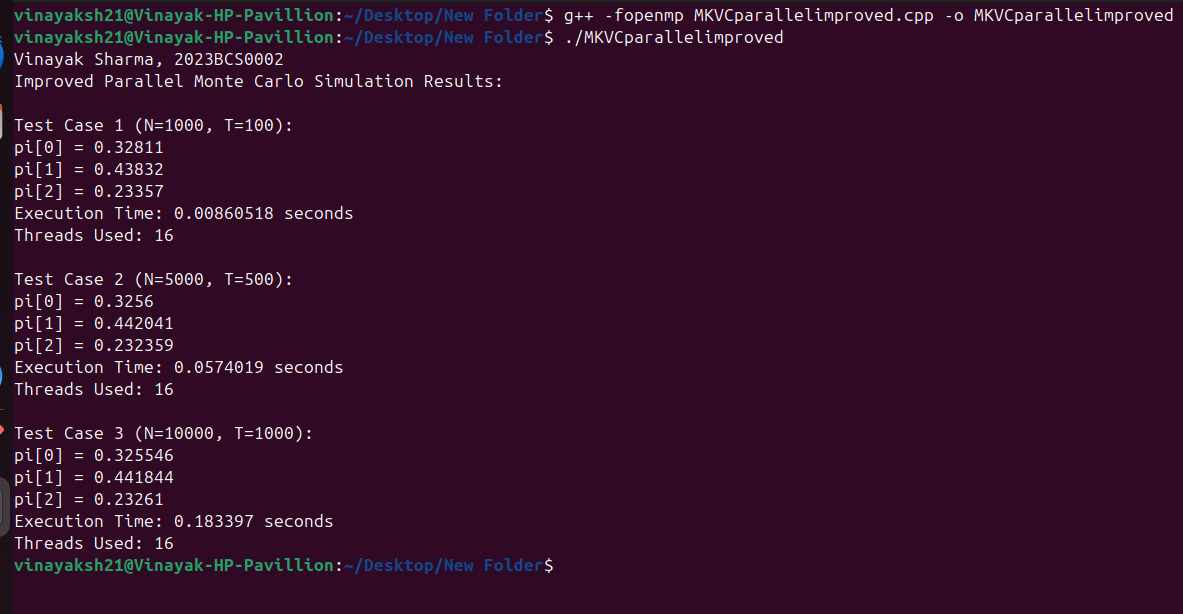 vinayaksh21@Vinayak-HP-Pavillion:~/Desktop/New Folder$ g++ -fopenmp MKVCparallelimproved.cpp -o MKVCparallelimproved
vinayaksh21@Vinayak-HP-Pavillion:~/Desktop/New Folder$ ./MKVCparallelimproved
Vinayak Sharma, 2023BCS0002
Improved Parallel Monte Carlo Simulation Results:
Test Case 1 (N=1000, T=100):
pi[0] = 0.32811
pi[1] = 0.43832
pi[2] = 0.23357
Execution Time: 0.00860518 seconds
Threads Used: 16
Test Case 2 (N=5000, T=500):
pi[0] = 0.3256
pi[1] = 0.442041
pi[2] = 0.232359
Execution Time: 0.0574019 seconds
Threads Used: 16
Test Case 3 (N=10000, T=1000):
pi[0] = 0.325546
pi[1] = 0.441844
pi[2] = 0.23261
Execution Time: 0.183397 seconds
Threads Used: 16
vinayaksh21@Vinayak-HP-Pavillion:~/Desktop/New Folder$